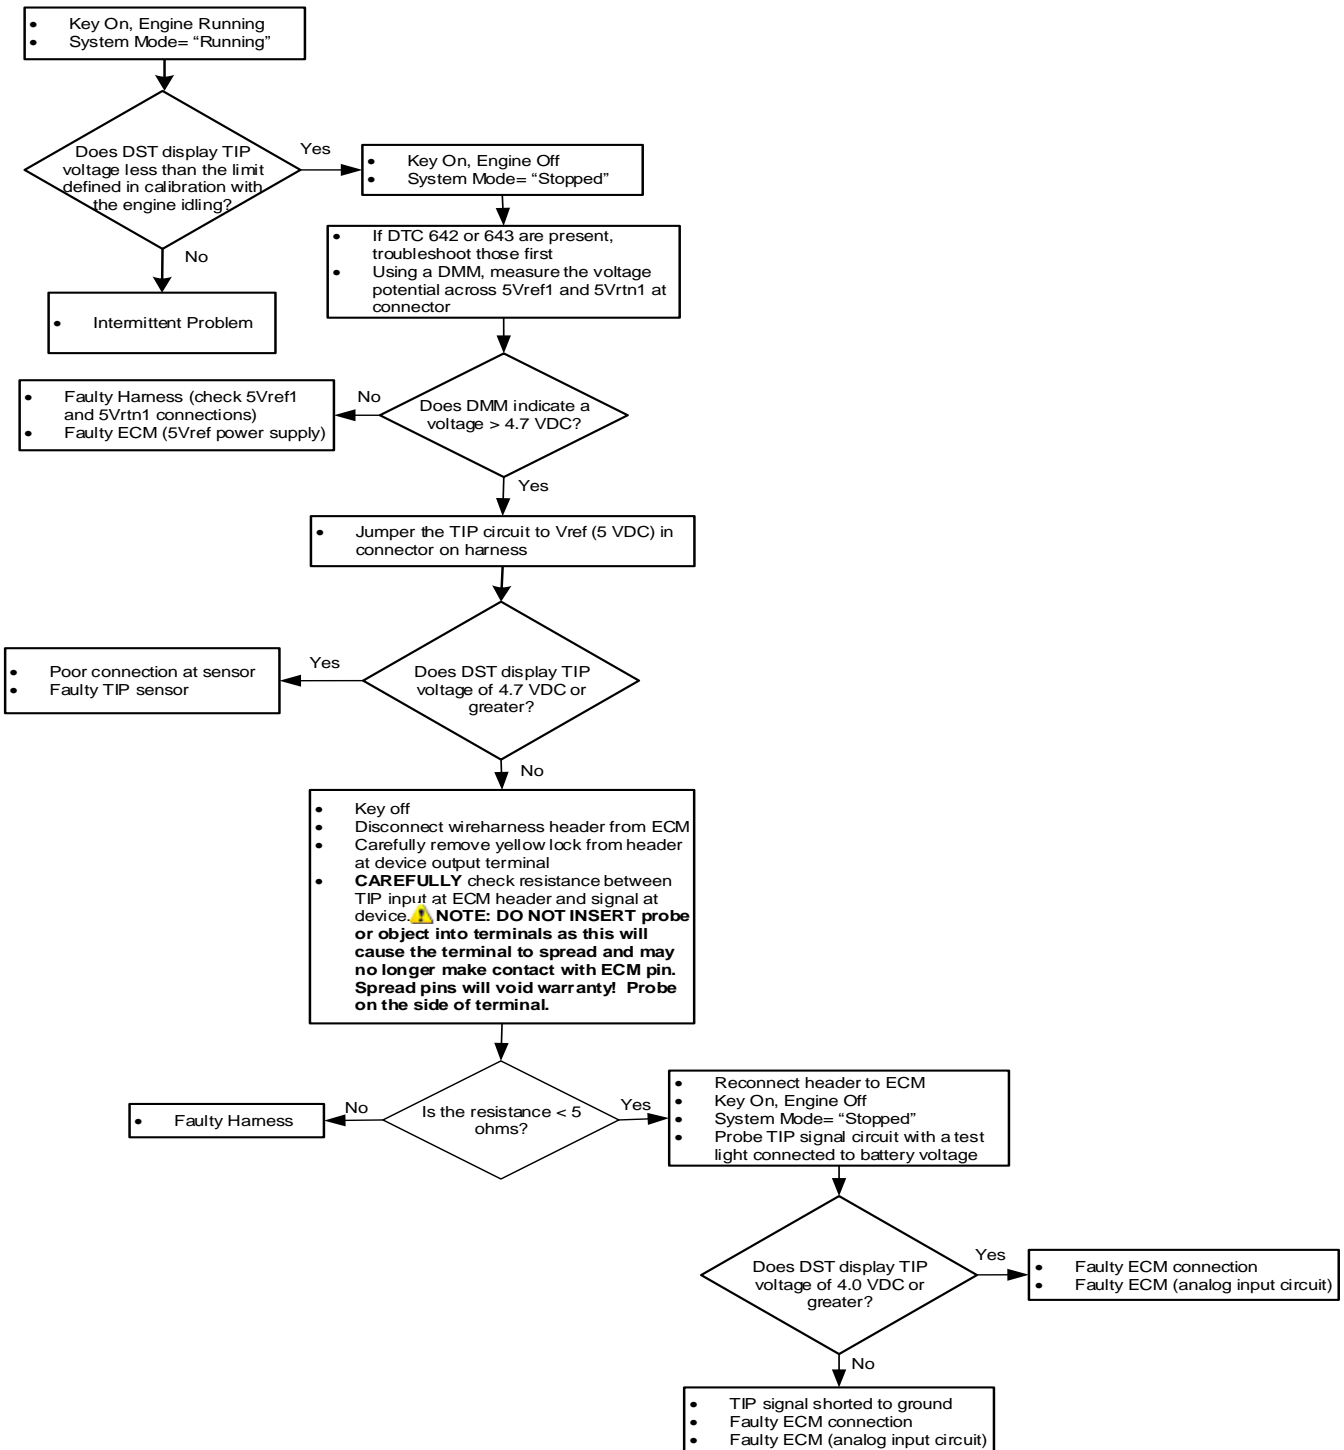 • Key On, Engine Running
• System Mode= “Running”
Does DST display TIP
voltage less than the limit
defined in calibration with
the engine idling?
Yes
• Key On, Engine Off
• System Mode= “Stopped”
No
• Intermittent Problem
• If DTC 642 or 643 are present,
troubleshoot those first
• Using a DMM, measure the voltage
potential across 5Vref1 and 5Vrtn1 at
connector
Does DMM indicate a
voltage > 4.7 VDC?
No
• Faulty Harness (check 5Vref1
and 5Vrtn1 connections)
• Faulty ECM (5Vref power supply)
Yes
• Jumper the TIP circuit to Vref (5 VDC) in
connector on harness
Does DST display TIP
voltage of 4.7 VDC or
greater?
Yes
• Poor connection at sensor
• Faulty TIP sensor
No
• Key off
• Disconnect wireharness header from ECM
• Carefully remove yellow lock from header
at device output terminal
• CAREFULLY check resistance between
TIP input at ECM header and signal at
device. NOTE: DO NOT INSERT probe
or object into terminals as this will
cause the terminal to spread and may
no longer make contact with ECM pin.
Spread pins will void warranty! Probe
on the side of terminal.
Is the resistance < 5
ohms?
No
• Faulty Harness
Yes
• Reconnect header to ECM
• Key On, Engine Off
• System Mode= “Stopped”
• Probe TIP signal circuit with a test
light connected to battery voltage
Does DST display TIP
voltage of 4.0 VDC or
greater?
Yes
• Faulty ECM connection
• Faulty ECM (analog input circuit)
No
• TIP signal shorted to ground
• Faulty ECM connection
• Faulty ECM (analog input circuit)